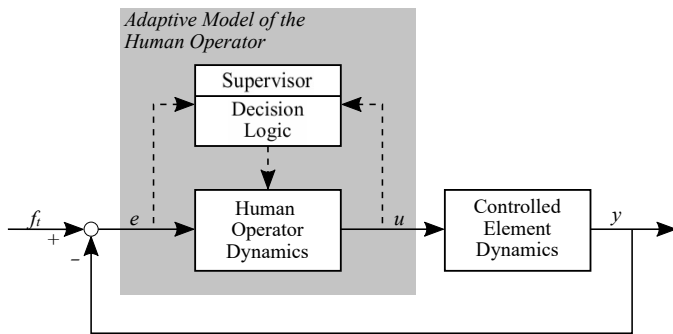 Adaptive Model of the
Human Operator
Supervisor
Decision
Logic
f_t
+
−
e
Human
Operator
Dynamics
u
Controlled
Element
Dynamics
y